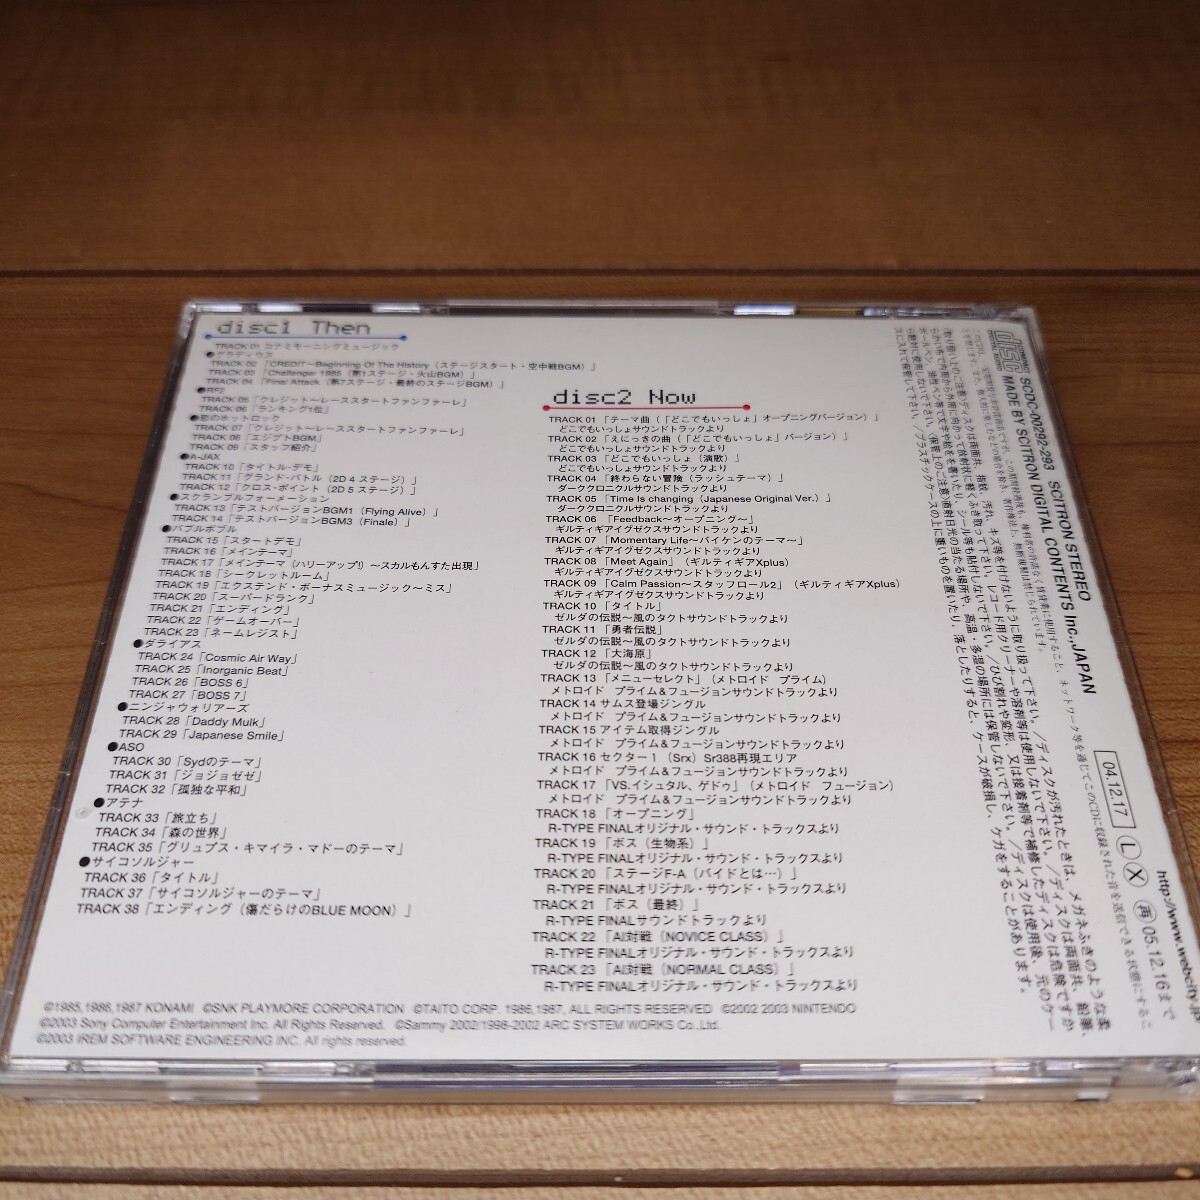 disc1 Then
TRACK 01 コナミモーニングミュージック
●グラディウス
TRACK 02 「CREDIT～Beginning Of The History（ステージスタート・空中戦BGM）」
TRACK 03 「Challenger 1985（第1ステージ・火山BGM）」
TRACK 04 「Final Attack（第7ステージ・最終のステージBGM）」
●RF2
TRACK 05「クレジット～レーススタートファンファーレ」
TRACK 06「ランキング1位」
●恋のホットロック
TRACK 07「クレジット～レーススタートファンファーレ」
TRACK 08「エジプトBGM」
TRACK 09「スタッフ紹介」
●A-JAX
TRACK 10「タイトル・デモ」
TRACK 11「グランド・バトル（2D 4 ステージ）」
TRACK 12「クロス・ポイント（2D 5 ステージ）」
●スクランブルフォーメーション
TRACK 13「テストバージョンBGM1（Flying Alive）」
TRACK 14「テストバージョンBGM3（Finale）」
●バブルボブル
TRACK 15「スタートデモ」
TRACK 16「メインテーマ」
TRACK 17「メインテーマ（ハリーアップ!）～スカルもんすた出現」
TRACK 18「シークレットルーム」
TRACK 19「エクステンド・ボーナスミュージック～ミス」
TRACK 20「スーパードランク」
TRACK 21「エンディング」
TRACK 22「ゲームオーバー」
TRACK 23「ネームレジスト」
●ダライアス
TRACK 24「Cosmic Air Way」
TRACK 25「Inorganic Beat」
TRACK 26「BOSS 6」
TRACK 27「BOSS 7」
●ニンジャウォリアーズ
TRACK 28「Daddy Mulk」
TRACK 29「Japanese Smile」
●ASO
TRACK 30「Sydのテーマ」
TRACK 31「ジョジョゼゼ」
TRACK 32「孤独な平和」
●アテナ
TRACK 33「旅立ち」
TRACK 34「森の世界」
TRACK 35「グリュプス・キマイラ・マドーのテーマ」
●サイコソルジャー
TRACK 36「タイトル」
TRACK 37「サイコソルジャーのテーマ」
TRACK 38「エンディング（傷だらけのBLUE MOON）」
disc2 Now
TRACK 01 「テーマ曲（「どこでもいっしょ」オープニングバージョン）」
どこでもいっしょサウンドトラックより
TRACK 02 「えにっきの曲（「どこでもいっしょ」バージョン）」
どこでもいっしょサウンドトラックより
TRACK 03 「どこでもいっしょ（演歌）」
どこでもいっしょサウンドトラックより
TRACK 04 「終わらない冒険（ラッシュテーマ）」
ダーククロニクルサウンドトラックより
TRACK 05 「Time Is changing（Japanese Original Ver.）」
ダーククロニクルサウンドトラックより
TRACK 06 「Feedback～オープニング～」
ギルティギアイグゼクスサウンドトラックより
TRACK 07 「Momentary Life～バイケンのテーマ～」
ギルティギアイグゼクスサウンドトラックより
TRACK 08 「Meet Again」（ギルティギアXplus）
ギルティギアイグゼクスサウンドトラックより
TRACK 09 「Calm Passion～スタッフロール2」（ギルティギアXplus）
ギルティギアイグゼクスサウンドトラックより
TRACK 10 「タイトル」
ゼルダの伝説～風のタクトサウンドトラックより
TRACK 11 「勇者伝説」
ゼルダの伝説～風のタクトサウンドトラックより
TRACK 12 「大海原」
ゼルダの伝説～風のタクトサウンドトラックより
TRACK 13 「メニューセレクト」（メトロイド プライム）
メトロイド プライム＆フュージョンサウンドトラックより
TRACK 14 サムス登場ジングル
メトロイド プライム＆フュージョンサウンドトラックより
TRACK 15 アイテム取得ジングル
メトロイド プライム＆フュージョンサウンドトラックより
TRACK 16 セクター1（Srx）Sr388再現エリア
メトロイド プライム＆フュージョンサウンドトラックより
TRACK 17 「VS.イシュタル、ゲドゥ」（メトロイド フュージョン）
メトロイド プライム＆フュージョンサウンドトラックより
TRACK 18 「オープニング」
R-TYPE FINALオリジナル・サウンド・トラックスより
TRACK 19 「ボス（生物系）」
R-TYPE FINALオリジナル・サウンド・トラックスより
TRACK 20 「ステージF-A（バイドとは…）」
R-TYPE FINALオリジナル・サウンド・トラックスより
TRACK 21 「ボス（最終）」
R-TYPE FINALサウンドトラックより
TRACK 22 「AI対戦（NOVICE CLASS）」
R-TYPE FINALオリジナル・サウンド・トラックスより
TRACK 23 「AI対戦（NORMAL CLASS）」
R-TYPE FINALオリジナル・サウンド・トラックスより
©1985,1986,1987 KONAMI ©SNK PLAYMORE CORPORATION ©TAITO CORP. 1986,1987, ALL RIGHTS RESERVED ©2002 2003 NINTENDO
©2003 Sony Computer Entertainment Inc. All Rights Reserved. ©Sammy 2002/1998-2002 ARC SYSTEM WORKS Co.,Ltd.
©2003 IREM SOFTWARE ENGINEERING INC. All rights reserved.
disc
SCDC-00292-293 SCITRON STEREO
MADE BY SCITRON DIGITAL CONTENTS Inc.,JAPAN
04.12.17 L X 再05.12.16まで
http://www.webcity.jp